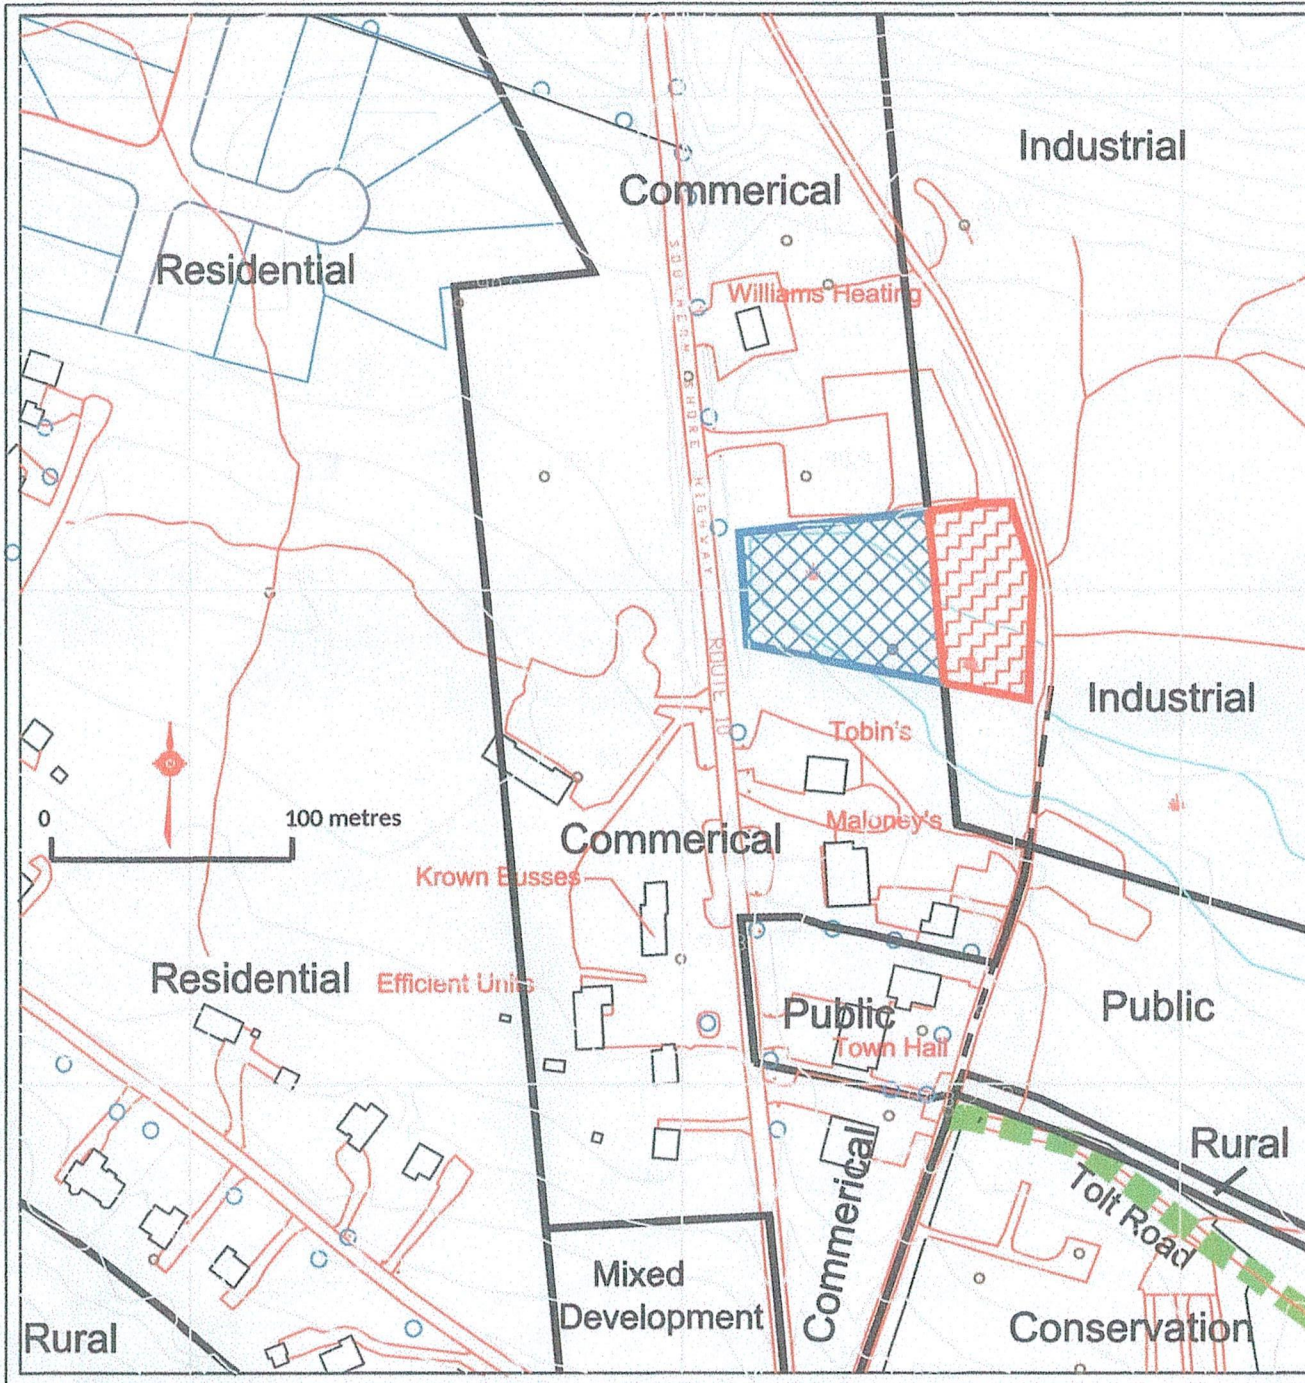 Industrial
Commerical
Residential
Williams Heating
SOUTHERN SHORE HIGHWAY
ROUTE 10
Industrial
Tobin's
0 100 metres
Maloney's
Commerical
Krown Busses
Residential
Efficient Units
Public
Public
Town Hall
Rural
Tolt Road
Commerical
Mixed
Development
Conservation
Rural